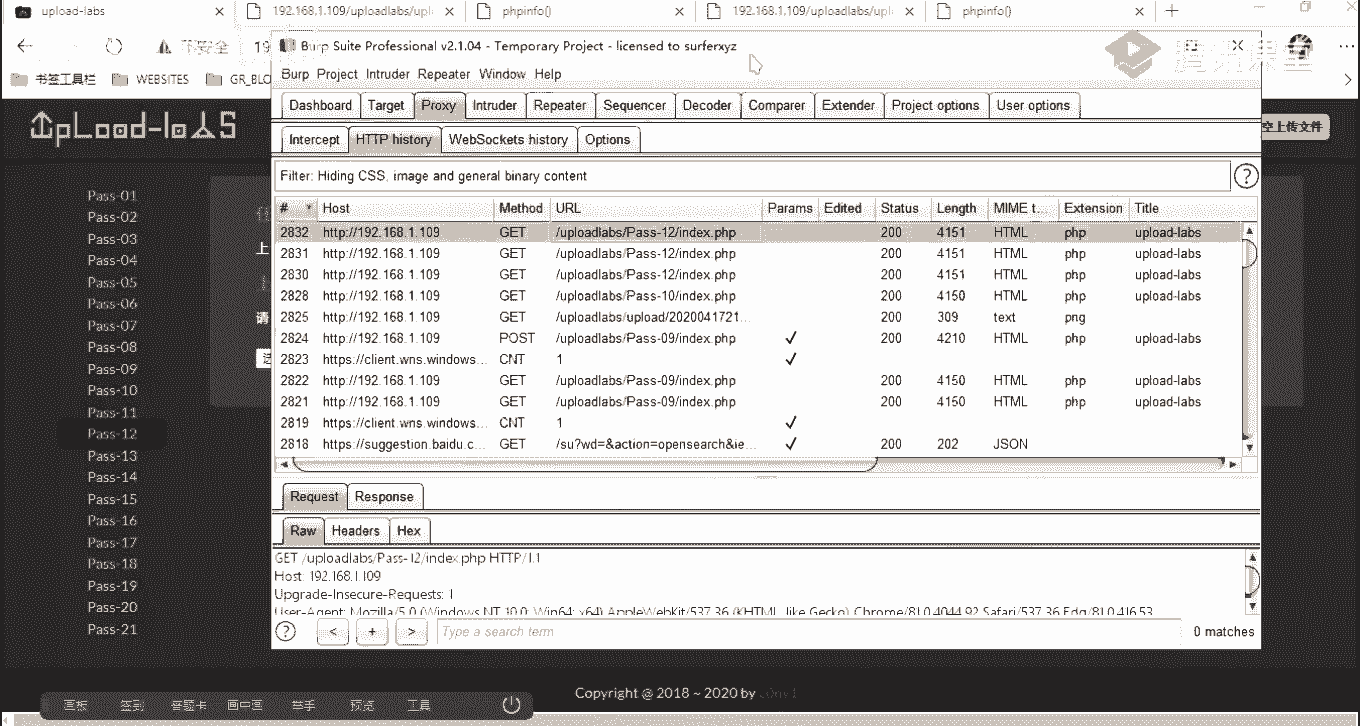 upload-labs
192.168.1.109/uploadlabs/upl
phpinfo()
192.168.1.109/uploadlabs/upl
phpinfo()
不安全
19
书签工具栏
WEBSITES
GR_BLO
腾讯课堂
Burp Suite Professional v2.1.04 - Temporary Project - licensed to surferxyz
Burp Project Intruder Repeater Window Help
Dashboard Target Proxy Intruder Repeater Sequencer Decoder Comparer Extender Project options User options
Intercept HTTP history WebSockets history Options
Filter: Hiding CSS, image and general binary content
?
# Host Method URL Params Edited Status Length MIME t... Extension Title
2832 http://192.168.1.109 GET /uploadlabs/Pass-12/index.php 200 4151 HTML php upload-labs
2831 http://192.168.1.109 GET /uploadlabs/Pass-12/index.php 200 4151 HTML php upload-labs
2830 http://192.168.1.109 GET /uploadlabs/Pass-12/index.php 200 4151 HTML php upload-labs
2828 http://192.168.1.109 GET /uploadlabs/Pass-10/index.php 200 4150 HTML php upload-labs
2825 http://192.168.1.109 GET /uploadlabs/upload/2020041721... 200 309 text png
2824 http://192.168.1.109 POST /uploadlabs/Pass-09/index.php ✓ 200 4210 HTML php upload-labs
2823 https://client.wns.windows... CNT 1 ✓
2822 http://192.168.1.109 GET /uploadlabs/Pass-09/index.php 200 4150 HTML php upload-labs
2821 http://192.168.1.109 GET /uploadlabs/Pass-09/index.php 200 4150 HTML php upload-labs
2819 https://client.wns.windows... CNT 1 ✓
2818 https://suggestion.baidu.c... GET /su?wd=&action=opensearch&ie... ✓ 200 202 JSON
Request Response
Raw Headers Hex
GET /uploadlabs/Pass-12/index.php HTTP/1.1
Host: 192.168.1.109
Upgrade-Insecure-Requests: 1
User-Agent: Mozilla/5.0 (Windows NT 10.0; Win64; x64) AppleWebKit/537.36 (KHTML, like Gecko) Chrome/81.0.4044.92 Safari/537.36 Edg/81.0.416.53
? < + > Type a search term 0 matches
UpLoad-labs
空上传文件
Pass-01
Pass-02
Pass-03
Pass-04
Pass-05
Pass-06
Pass-07
Pass-08
Pass-09
Pass-10
Pass-11
Pass-12
Pass-13
Pass-14
Pass-15
Pass-16
Pass-17
Pass-18
Pass-19
Pass-20
Pass-21
上
请
Copyright @ 2018 ~ 2020 by
画板 签到 答题卡 画中画 举手 预览 工具